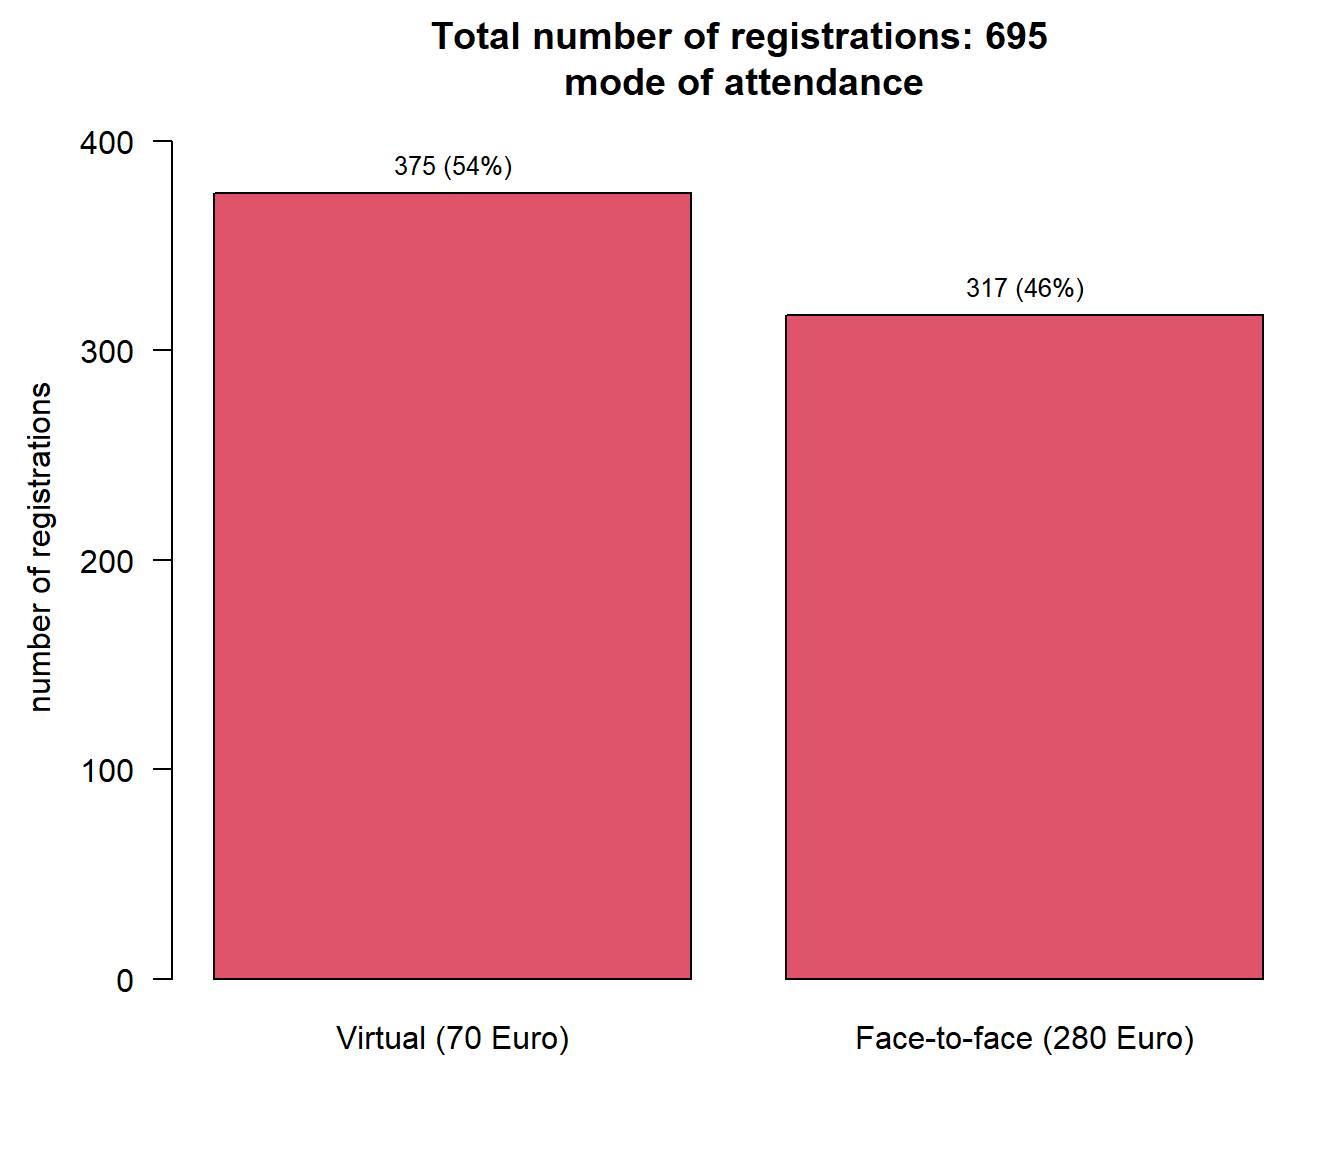 Total number of registrations: 695
mode of attendance
number of registrations
400
300
200
100
0
375 (54%)
317 (46%)
Virtual (70 Euro)
Face-to-face (280 Euro)